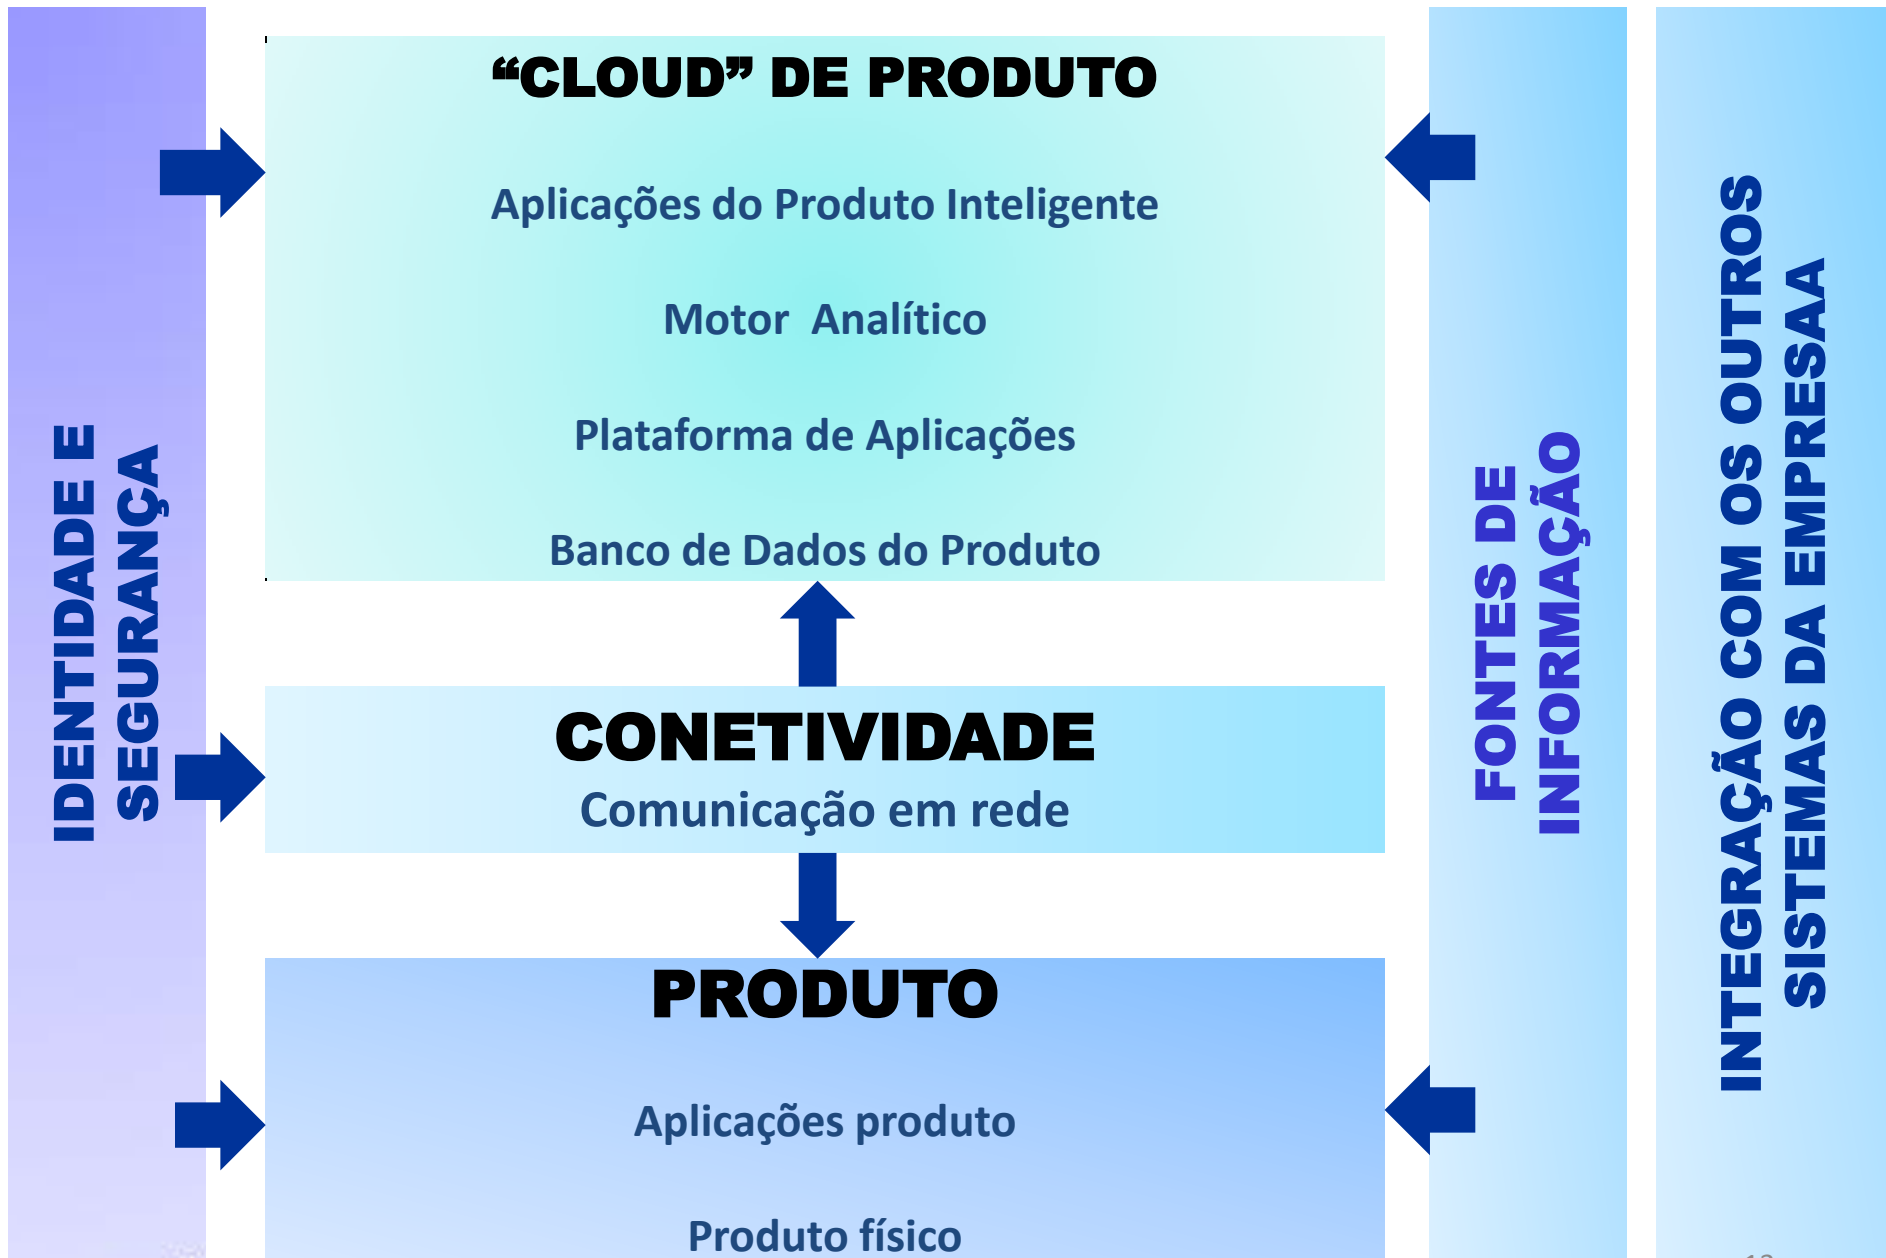 IDENTIDADE E
SEGURANÇA
“CLOUD” DE PRODUTO
Aplicações do Produto Inteligente
Motor Analítico
Plataforma de Aplicações
Banco de Dados do Produto
CONETIVIDADE
Comunicação em rede
PRODUTO
Aplicações produto
Produto físico
FONTES DE
INFORMAÇÃO
INTEGRAÇÃO COM OS OUTROS
SISTEMAS DA EMPRESAA